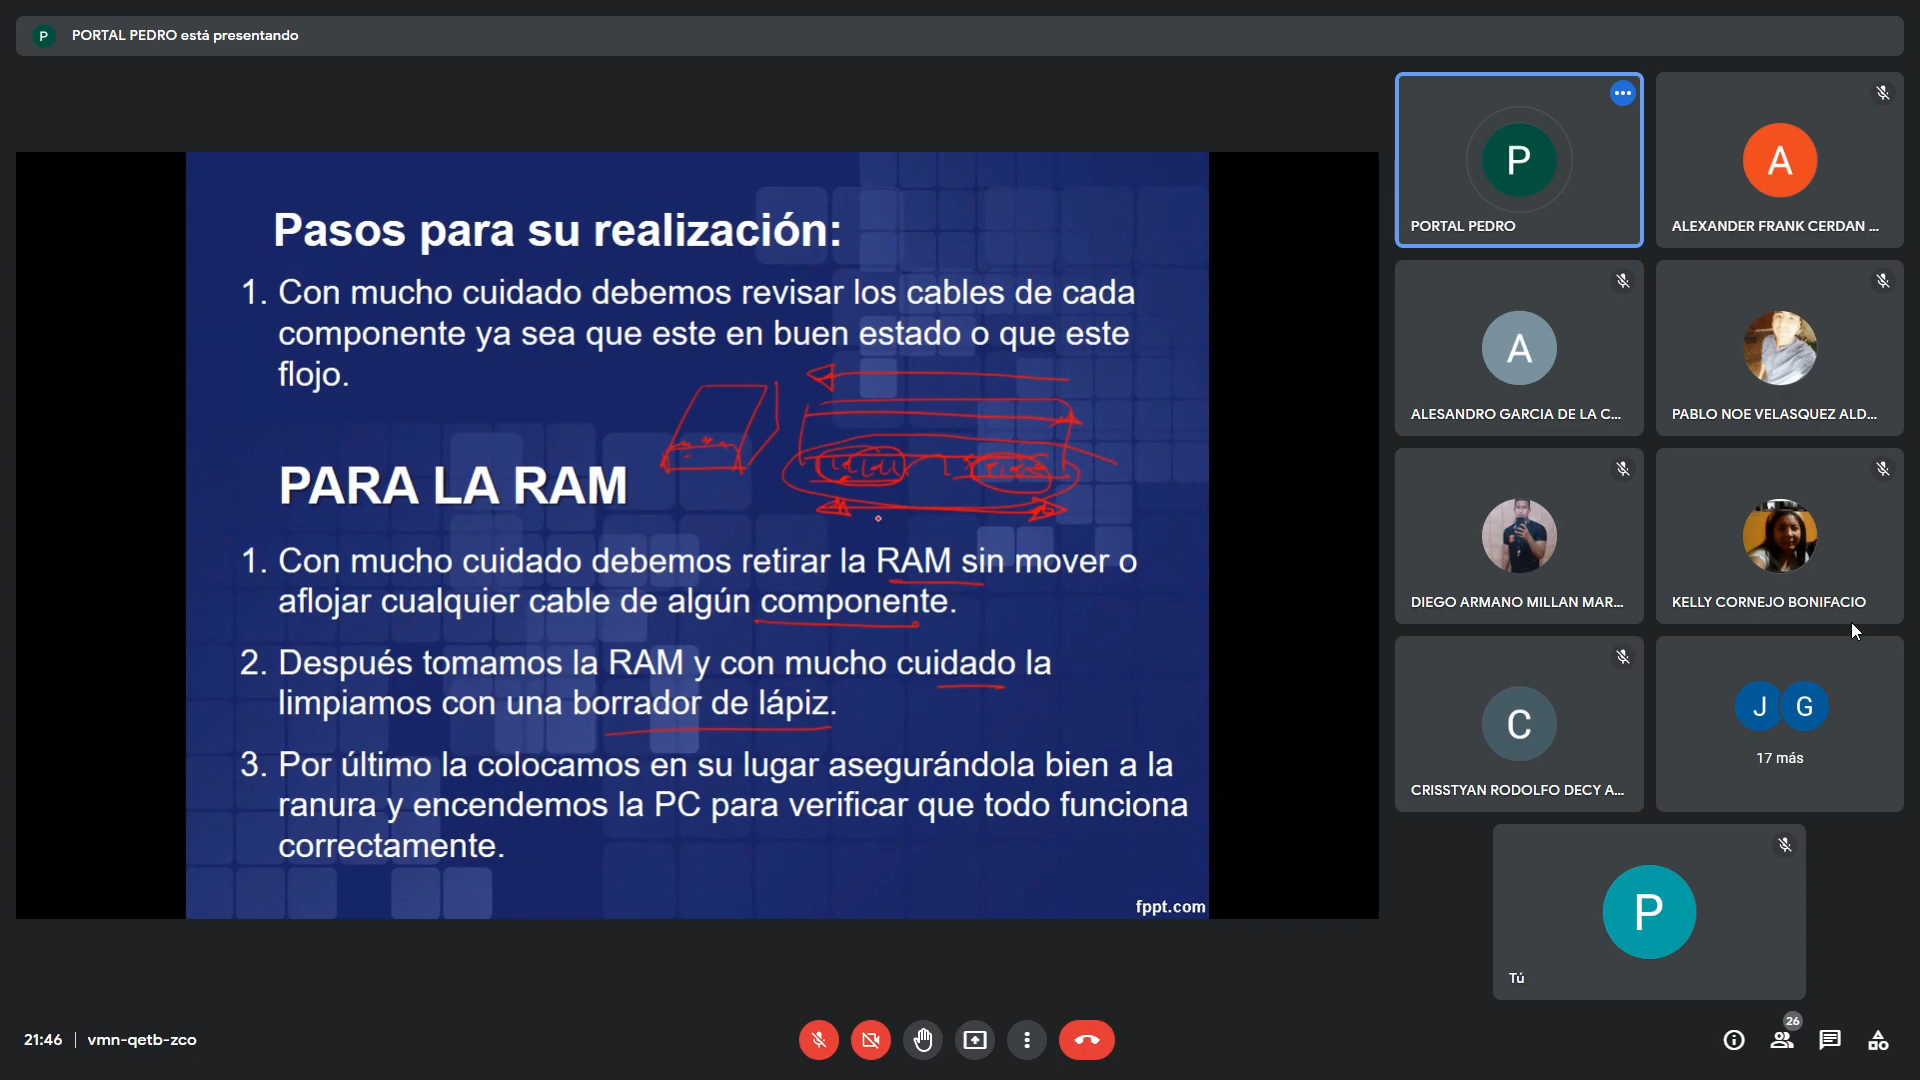 P PORTAL PEDRO está presentando
Pasos para su realización:
1. Con mucho cuidado debemos revisar los cables de cada
componente ya sea que este en buen estado o que este
flojo.
PARA LA RAM
1. Con mucho cuidado debemos retirar la RAM sin mover o
aflojar cualquier cable de algún componente.
2. Después tomamos la RAM y con mucho cuidado la
limpiamos con una borrador de lápiz.
3. Por último la colocamos en su lugar asegurándola bien a la
ranura y encendemos la PC para verificar que todo funciona
correctamente.
fppt.com
P
PORTAL PEDRO
A
ALEXANDER FRANK CERDAN ...
A
ALESANDRO GARCIA DE LA C...
PABLO NOE VELASQUEZ ALD...
DIEGO ARMANO MILLAN MAR...
KELLY CORNEJO BONIFACIO
C
CRISSTYAN RODOLFO DECY A...
J G
17 más
P
Tú
21:46 | vmn-qetb-zco
26